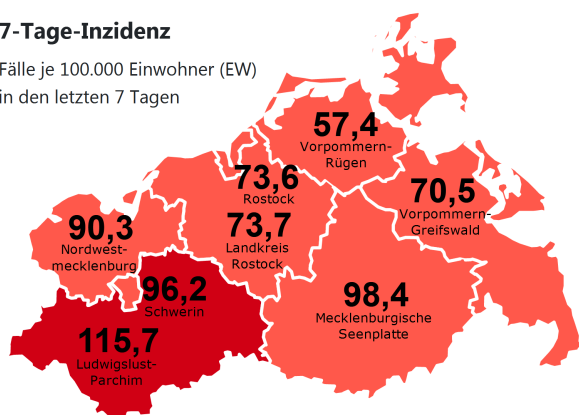 7-Tage-Inzidenz
Fälle je 100.000 Einwohner (EW)
in den letzten 7 Tagen
57,4
Vorpommern-
Rügen
73,6
Rostock
70,5
Vorpommern-
Greifswald
90,3
Nordwest-
mecklenburg
73,7
Landkreis
Rostock
96,2
Schwerin
98,4
Mecklenburgische
Seenplatte
115,7
Ludwigslust-
Parchim